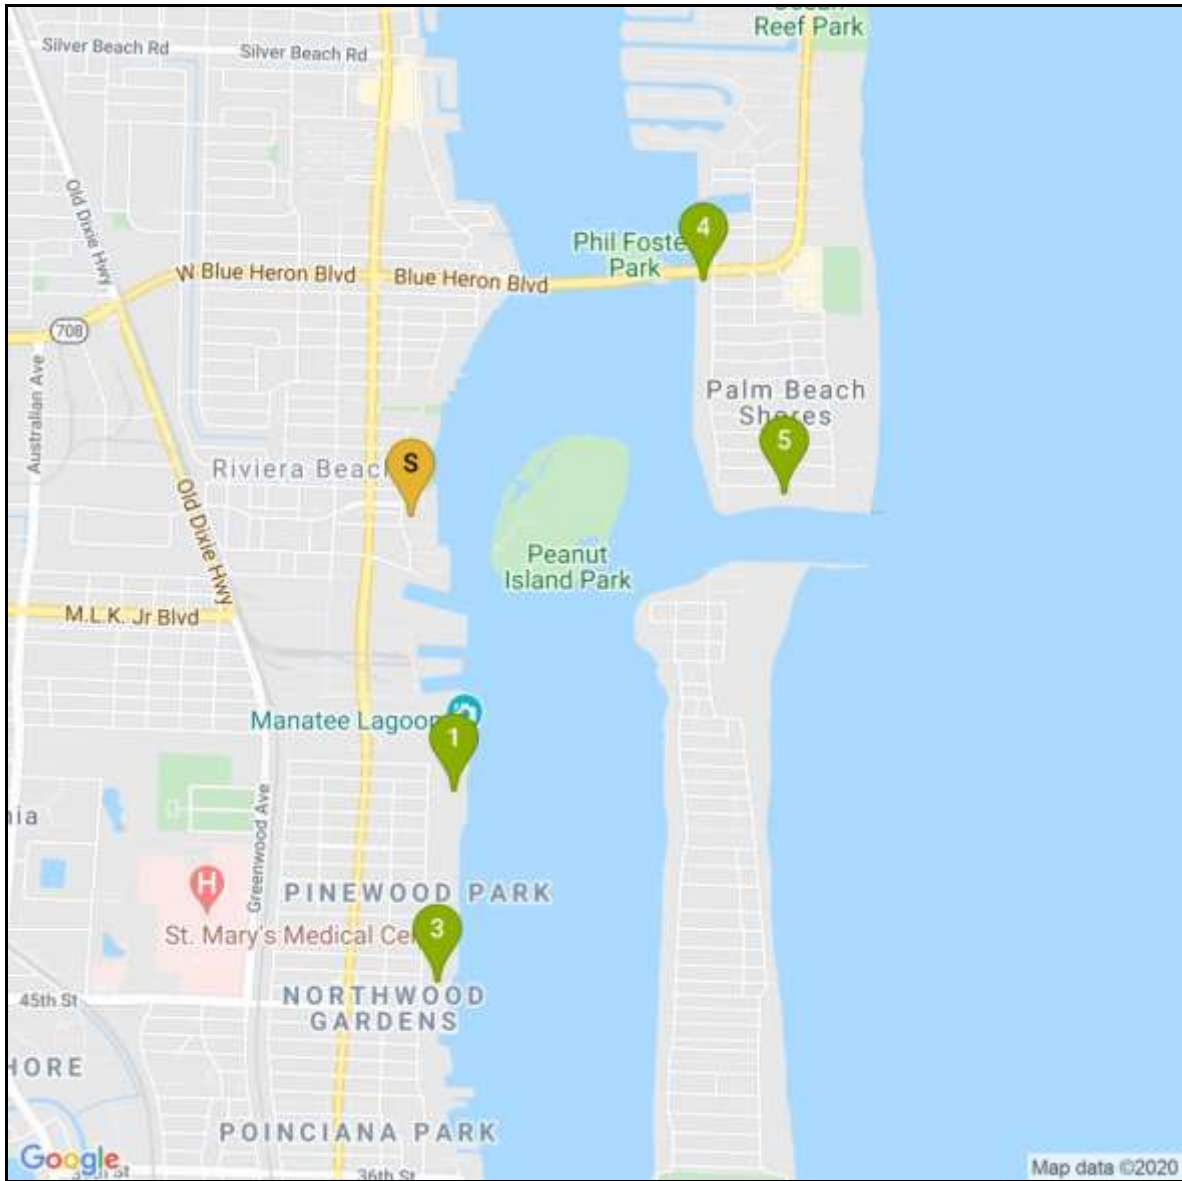 Reef Park
Silver Beach Rd
Silver Beach Rd
Old Dixie Hwy
4
Phil Foste
Park
W Blue Heron Blvd
Blue Heron Blvd
708
Australian Ave
Palm Beach
Shores
5
Riviera Beac
S
Old Dixie Hwy
Peanut
Island Park
M.L.K. Jr Blvd
Manatee Lagoon
1
nia
Greenwood Ave
H
PINEWOOD PARK
3
St. Mary's Medical Ce
45th St
NORTHWOOD
GARDENS
HORE
POINCIANA PARK
Google
36th St
Map data ©2020